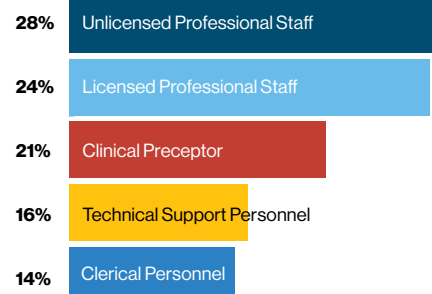 28% Unlicensed Professional Staff
24% Licensed Professional Staff
21% Clinical Preceptor
16% Technical Support Personnel
14% Clerical Personnel